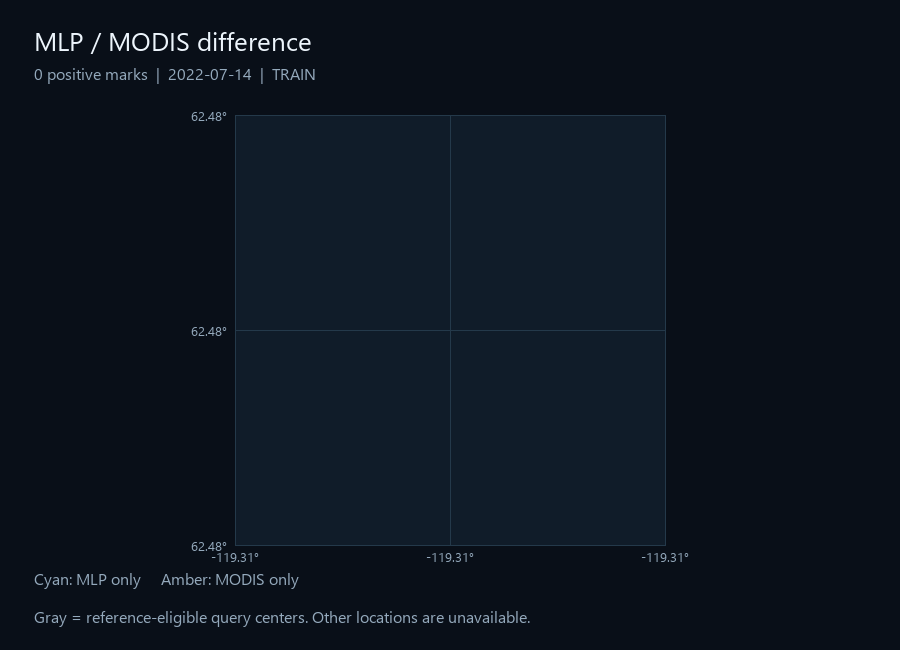 MLP / MODIS difference
0 positive marks | 2022-07-14 | TRAIN
62.48°
62.48°
62.48°
-119.31° -119.31° -119.31°
Cyan: MLP only Amber: MODIS only
Gray = reference-eligible query centers. Other locations are unavailable.